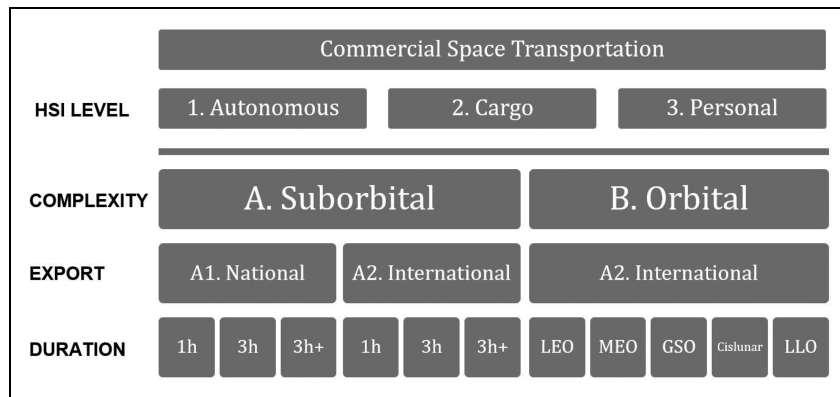 Commercial Space Transportation
HSI LEVEL 1. Autonomous 2. Cargo 3. Personal
COMPLEXITY A. Suborbital B. Orbital
EXPORT A1. National A2. International A2. International
DURATION 1h 3h 3h+ 1h 3h 3h+ LEO MEO GSO Cislunar LLO